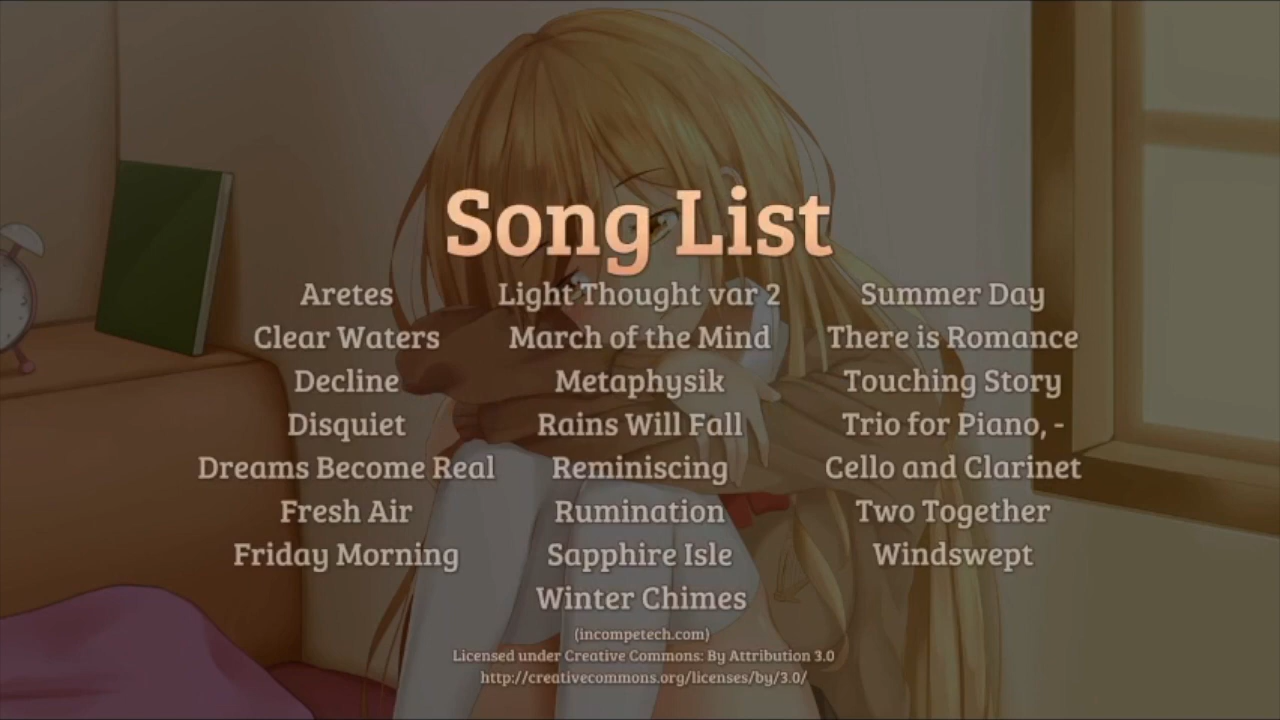 Song List
Aretes
Clear Waters
Decline
Disquiet
Dreams Become Real
Fresh Air
Friday Morning
Light Thought var 2
March of the Mind
Metaphysik
Rains Will Fall
Reminiscing
Rumination
Sapphire Isle
Winter Chimes
Summer Day
There is Romance
Touching Story
Trio for Piano, -
Cello and Clarinet
Two Together
Windswept
(incompetech.com)
Licensed under Creative Commons: By Attribution 3.0
http://creativecommons.org/licenses/by/3.0/